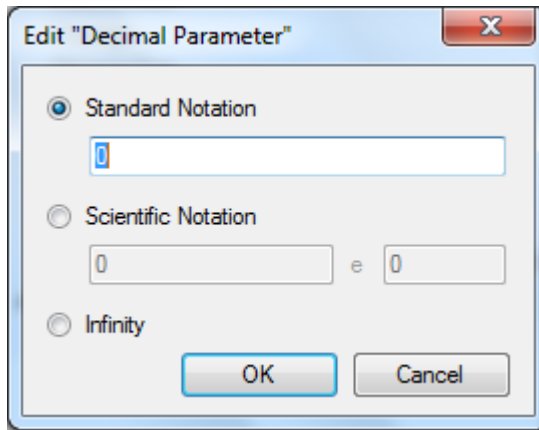 Edit "Decimal Parameter"
Standard Notation
0
Scientific Notation
0 e 0
Infinity
OK Cancel